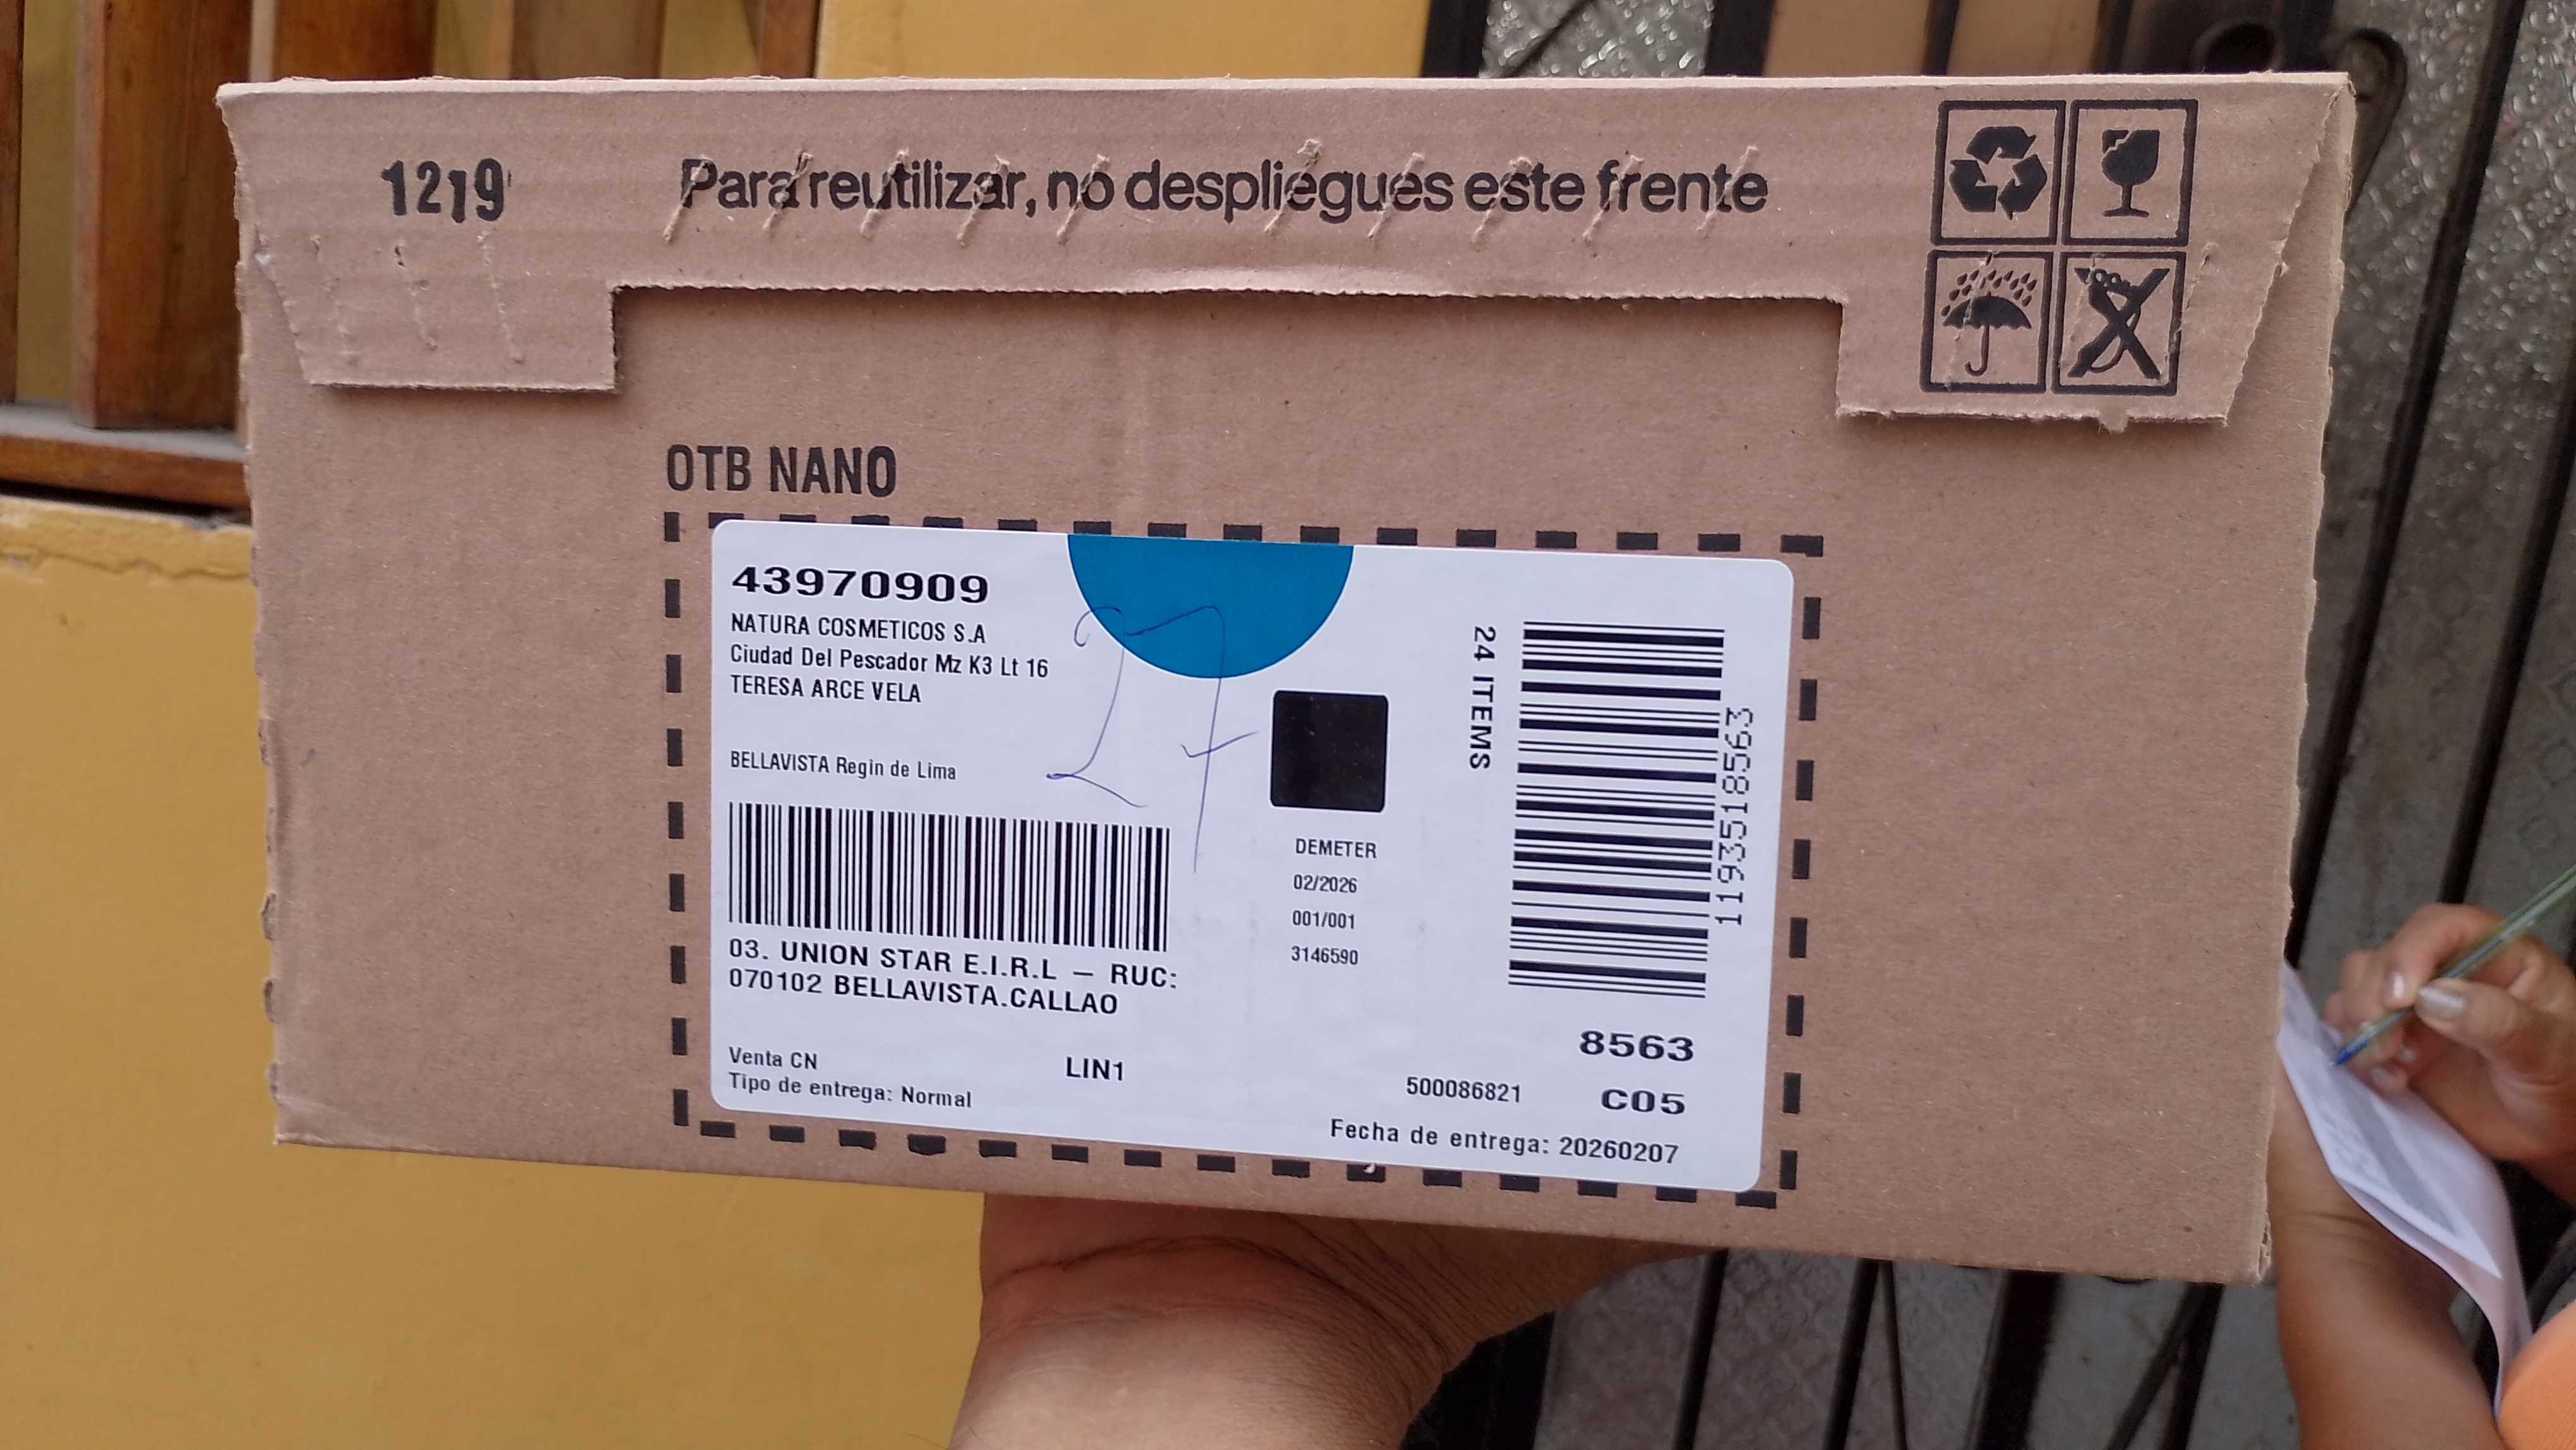 1219
Para reutilizar, no despliegues este frente
OTB NANO
43970909
NATURA COSMETICOS S.A
Ciudad Del Pescador Mz K3 Lt 16
TERESA ARCE VELA
BELLAVISTA Regin de Lima
03. UNION STAR E.I.R.L – RUC:
070102 BELLAVISTA.CALLAO
Venta CN
LIN1
Tipo de entrega: Normal
DEMETER
02/2026
001/001
3146590
24 ITEMS
1193518563
8563
500086821
C05
Fecha de entrega: 20260207